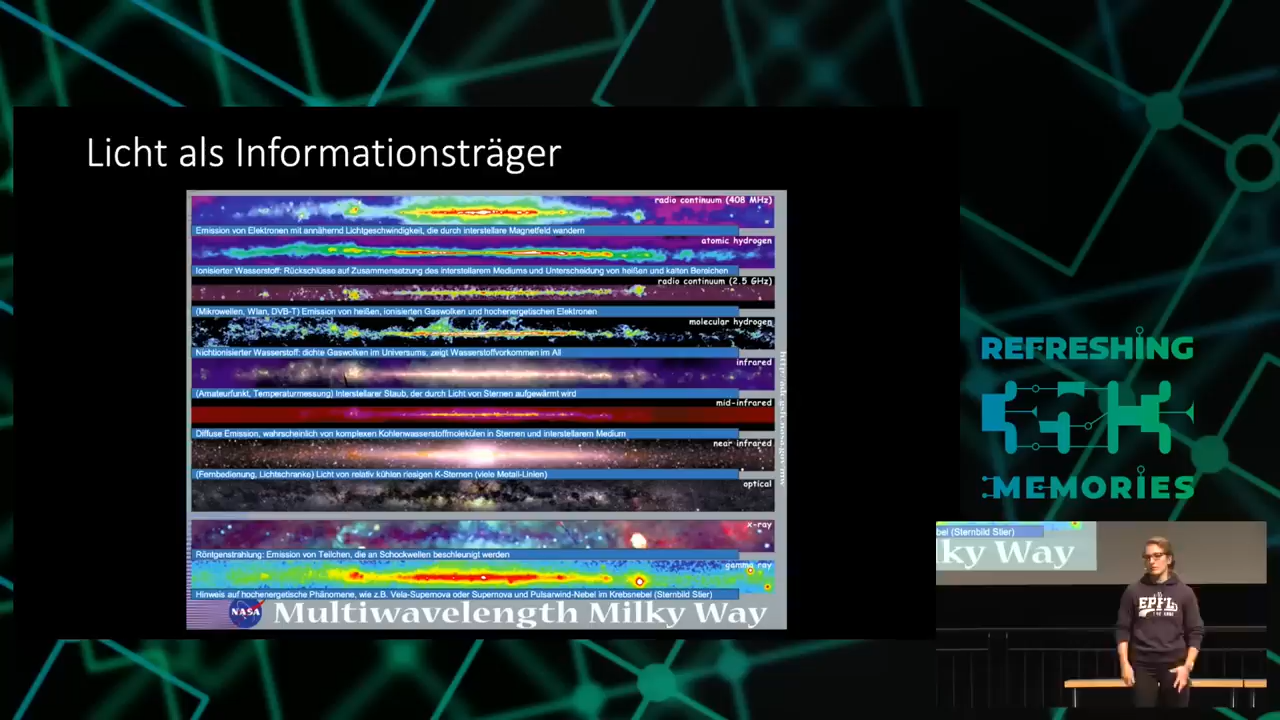 Licht als Informationsträger
radio continuum (408 MHz)
Emission von Elektronen mit annähernd Lichtgeschwindigkeit, die durch interstellare Magnetfeld wandern
atomic hydrogen
Ionisierter Wasserstoff: Rückschlüsse auf Zusammensetzung des interstellarem Mediums und Unterscheidung von heißen und kalten Bereichen
radio continuum (2.5 GHz)
(Mikrowellen, Wlan, DVB-T) Emission von heißen, ionisierten Gaswolken und hochenergetischen Elektronen
molecular hydrogen
Nichtionisierter Wasserstoff: dichte Gaswolken im Universums, zeigt Wasserstoffvorkommen im All
infrared
(Amateurfunkt, Temperaturmessung) Interstellarer Staub, der durch Licht von Sternen aufgewärmt wird
mid-infrared
Diffuse Emission, wahrscheinlich von komplexen Kohlenwasserstoffmolekülen in Sternen und interstellarem Medium
near infrared
(Fernbedienung, Lichtschranke) Licht von relativ kühlen riesigen K-Sternen (viele Metall-Linien)
optical
x-ray
Röntgenstrahlung: Emission von Teilchen, die an Schockwellen beschleunigt werden
gamma ray
Hinweis auf hochenergetische Phänomene, wie z.B. Vela-Supernova oder Supernova und Pulsarwind-Nebel im Krebsnebel (Sternbild Stier)
NASA
Multiwavelength Milky Way
REFRESHING
MEMORIES
bel (Sternbild Stier)
ky Way
EPFL